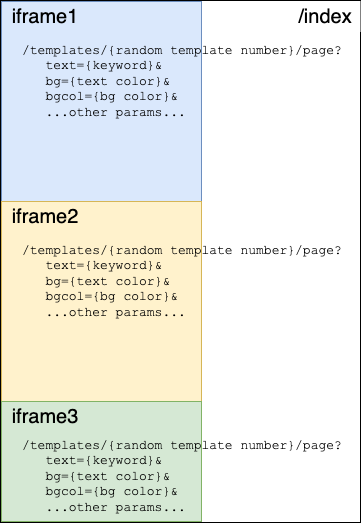 iframe1 /index
/templates/{random template number}/page?
text={keyword}&
bg={text color}&
bgcol={bg color}&
...other params...
iframe2
/templates/{random template number}/page?
text={keyword}&
bg={text color}&
bgcol={bg color}&
...other params...
iframe3
/templates/{random template number}/page?
text={keyword}&
bg={text color}&
bgcol={bg color}&
...other params...